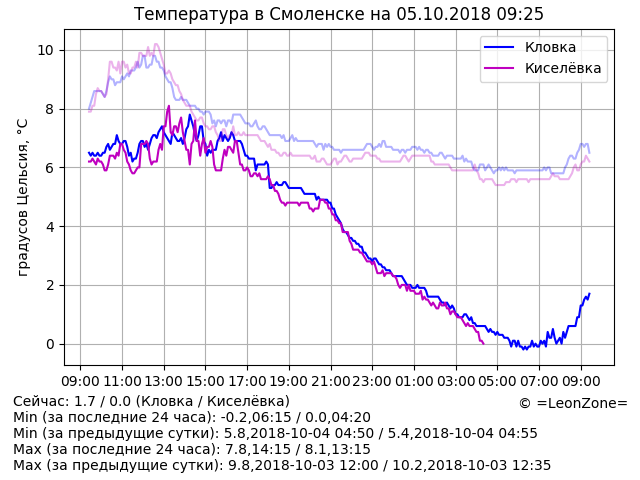 Температура в Смоленске на 05.10.2018 09:25
Кловка
Киселёвка
градусов Цельсия, °C
10
8
6
4
2
0
09:00 11:00 13:00 15:00 17:00 19:00 21:00 23:00 01:00 03:00 05:00 07:00 09:00
Сейчас: 1.7 / 0.0 (Кловка / Киселёвка)
© =LeonZone=
Min (за последние 24 часа): -0.2,06:15 / 0.0,04:20
Min (за предыдущие сутки): 5.8,2018-10-04 04:50 / 5.4,2018-10-04 04:55
Max (за последние 24 часа): 7.8,14:15 / 8.1,13:15
Max (за предыдущие сутки): 9.8,2018-10-03 12:00 / 10.2,2018-10-03 12:35